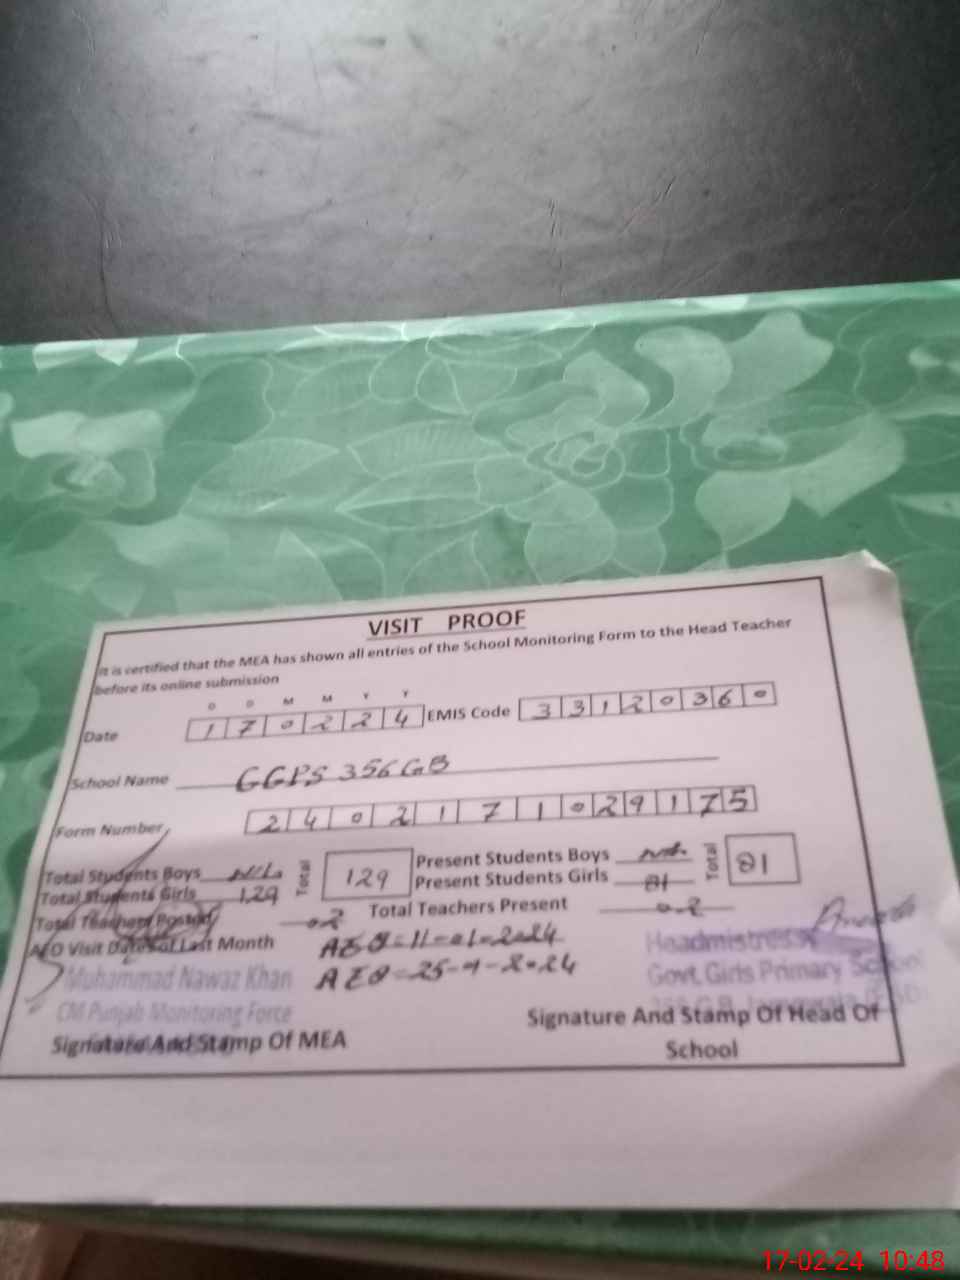 VISIT PROOF
It is certified that the MEA has shown all entries of the School Monitoring Form to the Head Teacher
before its online submission
D D M M Y Y
Date 1 7 0 2 2 4 EMIS Code 3 3 1 2 0 3 6 0
School Name GGPS 356 GB
Form Number 2 4 0 2 1 7 1 0 2 9 1 7 5
Total Students Boys Nil Total 129 Present Students Boys Total 81
Total Students Girls 129 Present Students Girls 81
Total Teachers Posted 02 Total Teachers Present 02
AEO Visit Dates of Last Month AEO = 11-01-2024
AEO = 25-1-2024
Muhammad Nawaz Khan
CM Punjab Monitoring Force
Signature And Stamp Of MEA
Headmistress
Govt. Girls Primary School
Signature And Stamp Of Head Of
School
17-02-24 10:48